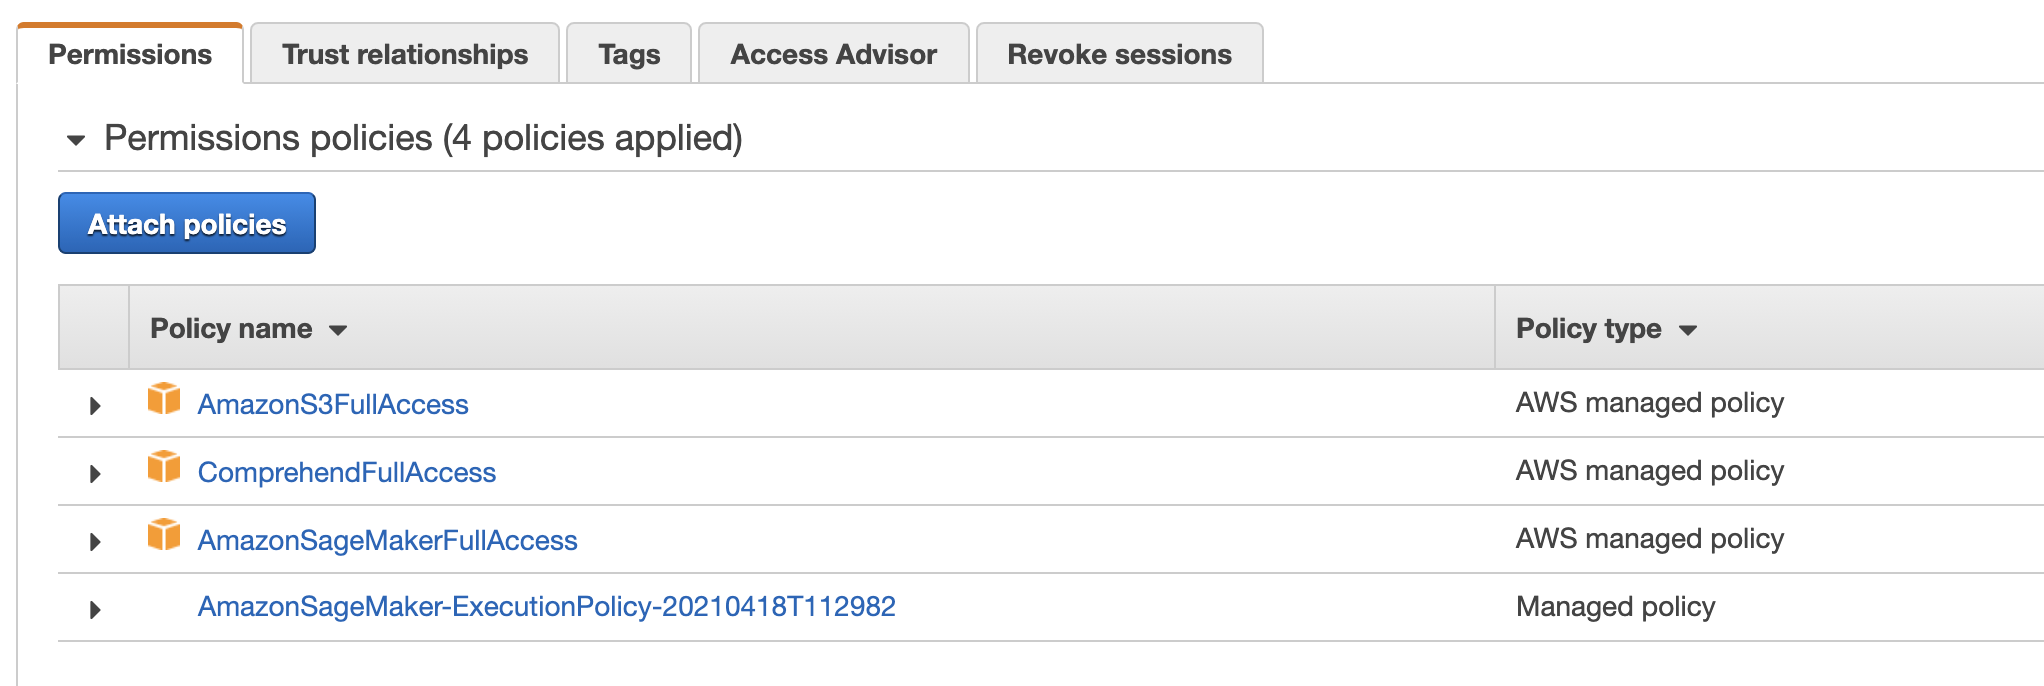 Permissions Trust relationships Tags Access Advisor Revoke sessions
Permissions policies (4 policies applied)
Attach policies
Policy name Policy type
AmazonS3FullAccess AWS managed policy
ComprehendFullAccess AWS managed policy
AmazonSageMakerFullAccess AWS managed policy
AmazonSageMaker-ExecutionPolicy-20210418T112982 Managed policy